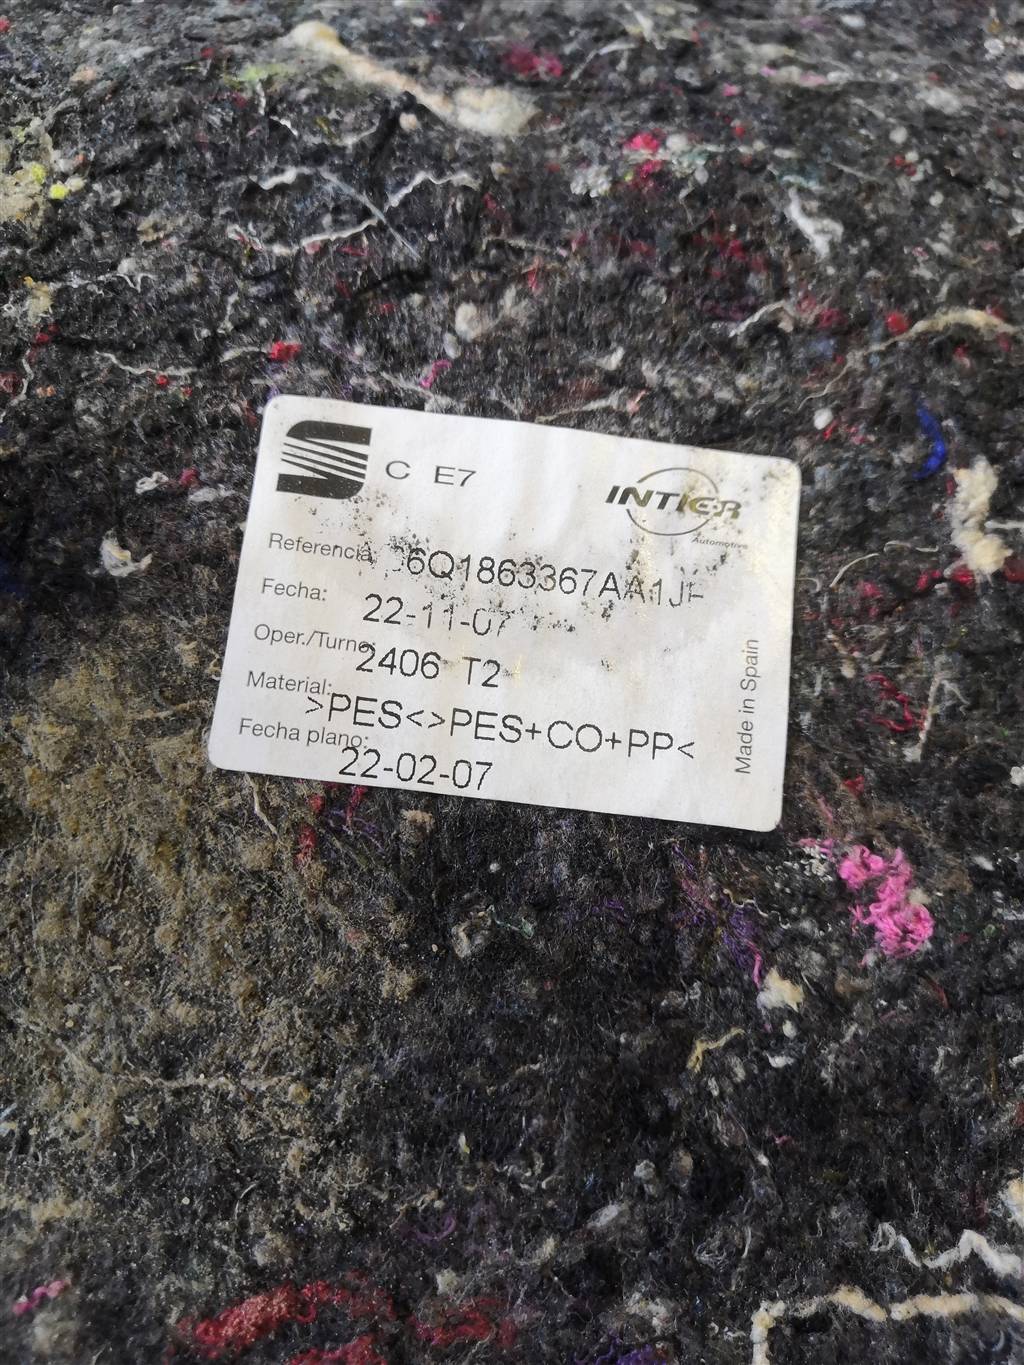 C E7
INTIER
Automotive
Referencia: 6Q1863367AA1JF
Fecha: 22-11-07
Oper./Turno: 2406 T2
Material: >PES<>PES+CO+PP<
Fecha plano: 22-02-07
Made in Spain